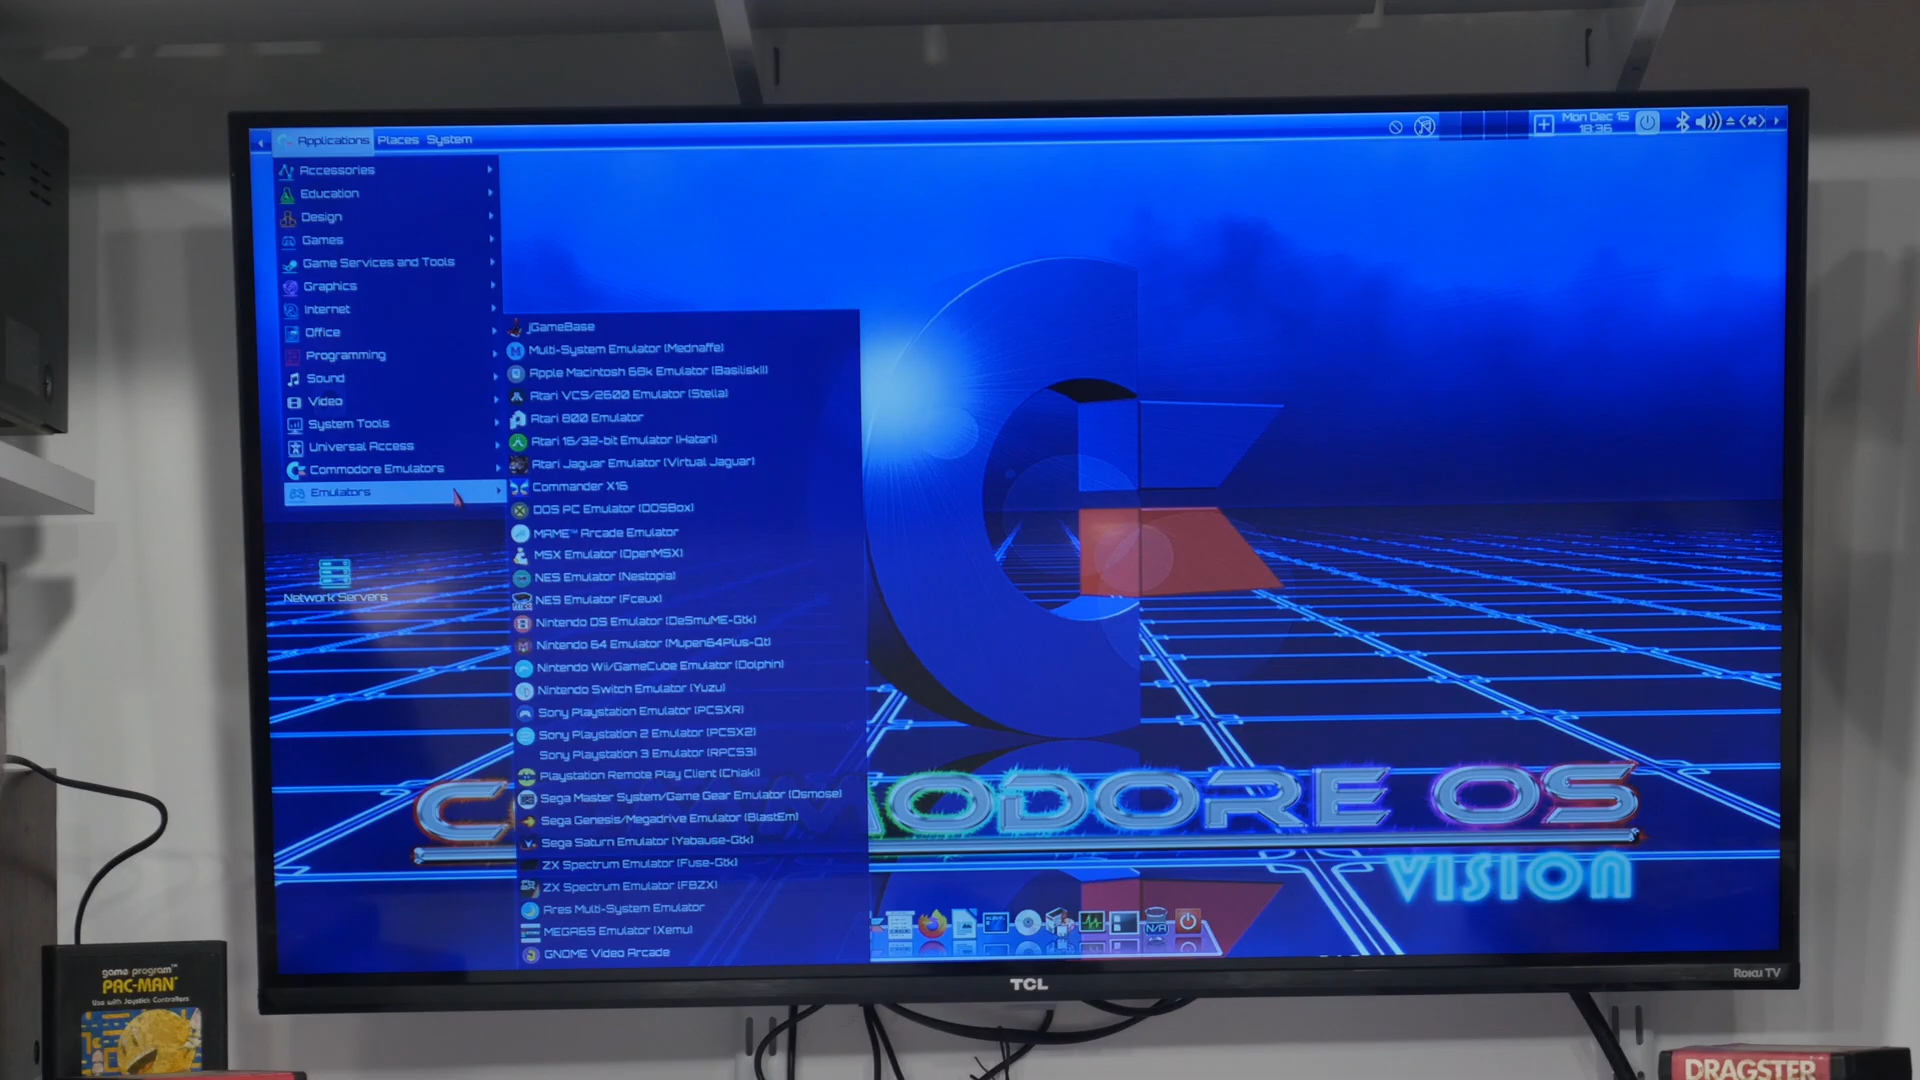 Applications Places System
Mon Dec 15
18:36
Accessories
Education
Design
Games
Game Services and Tools
Graphics
Internet
Office
Programming
Sound
Video
System Tools
Universal Access
Commodore Emulators
Emulators
jGameBase
Multi-System Emulator (Mednaffe)
Apple Macintosh 68k Emulator (BasiliskII)
Atari VCS/2600 Emulator (Stella)
Atari 800 Emulator
Atari 16/32-bit Emulator (Hatari)
Atari Jaguar Emulator (Virtual Jaguar)
Commander X16
DOS PC Emulator (DOSBox)
MAME™ Arcade Emulator
MSX Emulator (OpenMSX)
NES Emulator (Nestopia)
NES Emulator (Fceux)
Nintendo DS Emulator (DeSmuME-Gtk)
Nintendo 64 Emulator (Mupen64Plus-Qt)
Nintendo Wii/GameCube Emulator (Dolphin)
Nintendo Switch Emulator (Yuzu)
Sony Playstation Emulator (PCSXR)
Sony Playstation 2 Emulator (PCSX2)
Sony Playstation 3 Emulator (RPCS3)
Playstation Remote Play Client (Chiaki)
Sega Master System/Game Gear Emulator (Osmose)
Sega Genesis/Megadrive Emulator (BlastEm)
Sega Saturn Emulator (Yabause-Gtk)
ZX Spectrum Emulator (Fuse-Gtk)
ZX Spectrum Emulator (FBZX)
Ares Multi-System Emulator
MEGA65 Emulator (Xemu)
GNOME Video Arcade
Network Servers
C MODORE OS
VISION
N/A
TCL
Roku TV
game program™
PAC-MAN
Use with Joystick Controllers
DRAGSTER